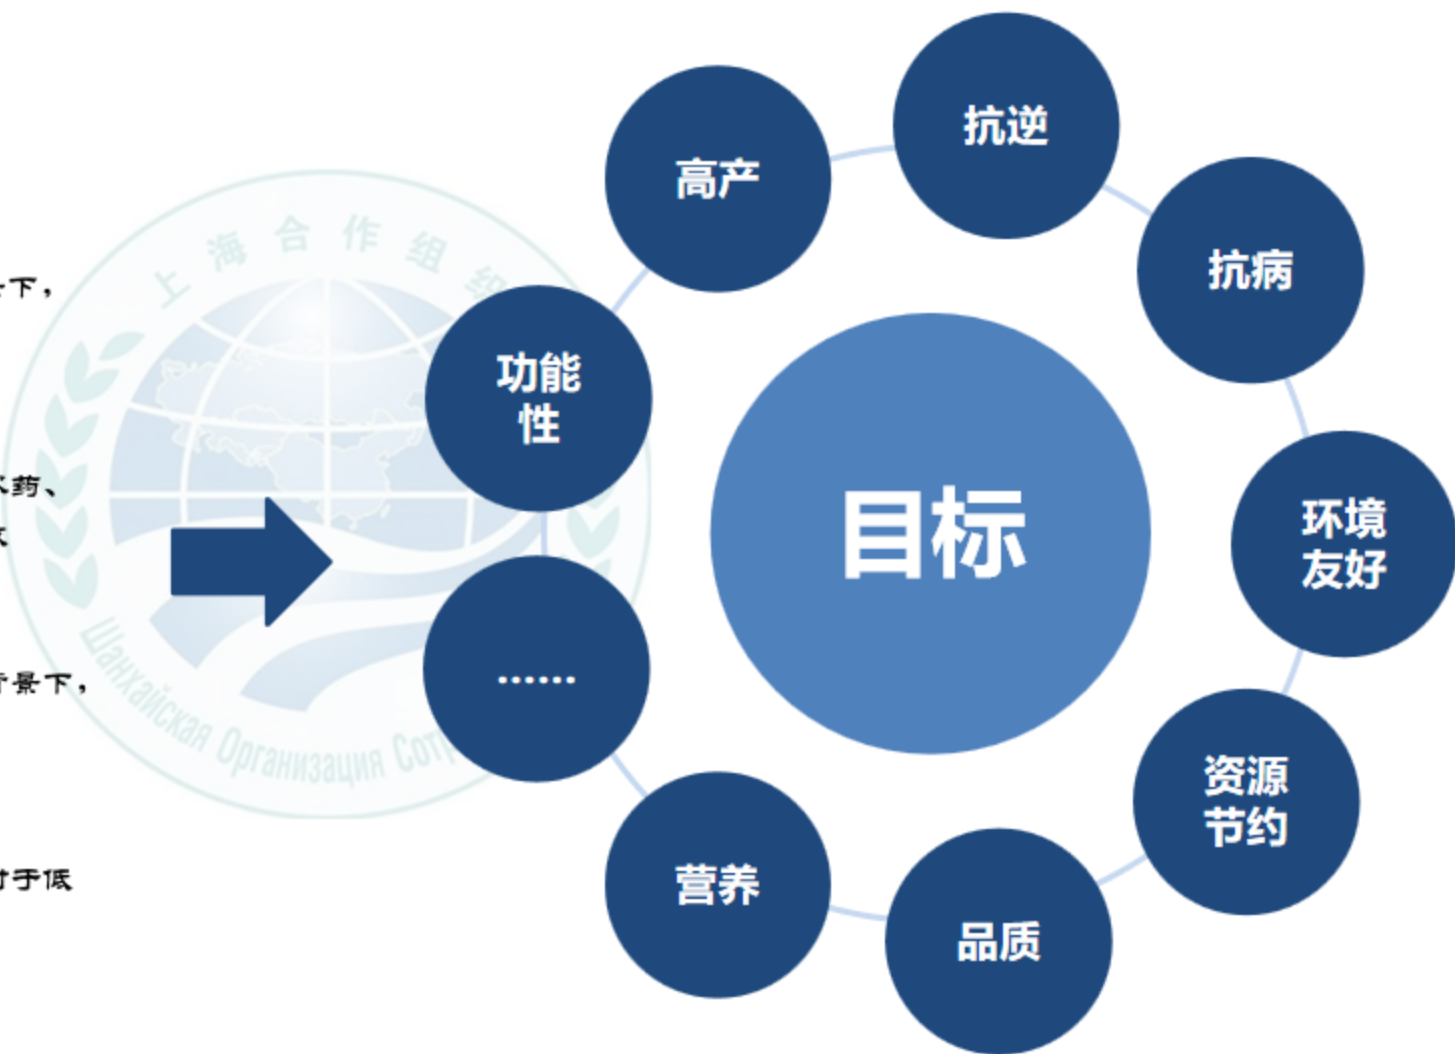 下，
药、
景下，
于低
上海合作组织
Шанхайская Организация
目标
高产
抗逆
抗病
环境
友好
资源
节约
品质
营养
……
功能
性